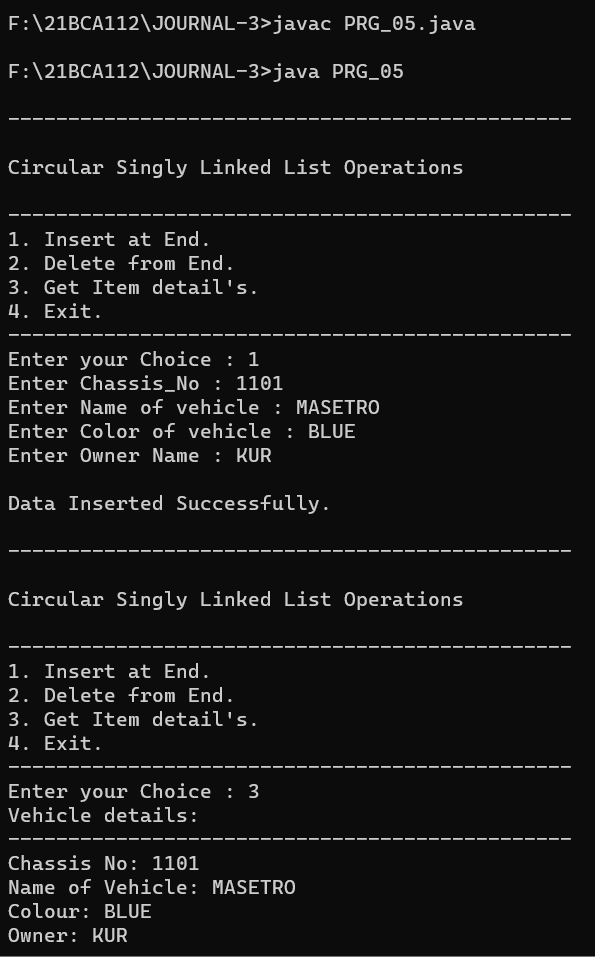 F:\21BCA112\JOURNAL-3>javac PRG_05.java
F:\21BCA112\JOURNAL-3>java PRG_05
-----------------------------------------------
Circular Singly Linked List Operations
-----------------------------------------------
1. Insert at End.
2. Delete from End.
3. Get Item detail's.
4. Exit.
-----------------------------------------------
Enter your Choice : 1
Enter Chassis_No : 1101
Enter Name of vehicle : MASETRO
Enter Color of vehicle : BLUE
Enter Owner Name : KUR
Data Inserted Successfully.
-----------------------------------------------
Circular Singly Linked List Operations
-----------------------------------------------
1. Insert at End.
2. Delete from End.
3. Get Item detail's.
4. Exit.
-----------------------------------------------
Enter your Choice : 3
Vehicle details:
-----------------------------------------------
Chassis No: 1101
Name of Vehicle: MASETRO
Colour: BLUE
Owner: KUR